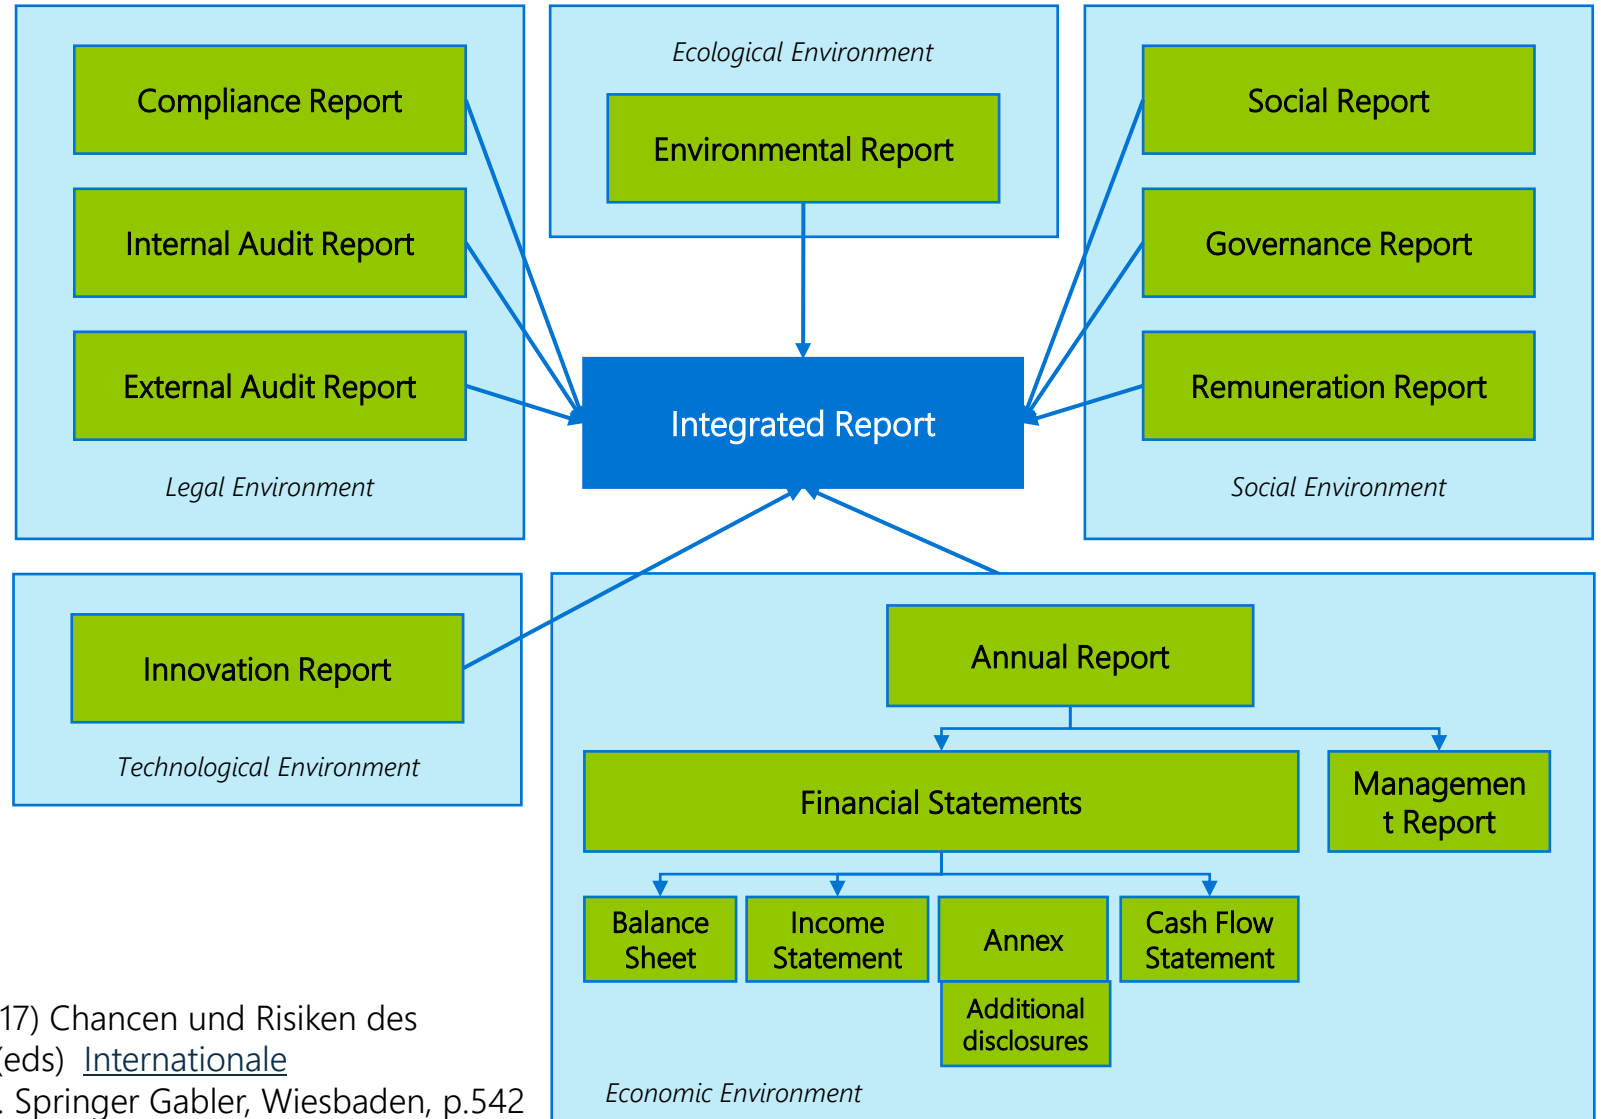 Compliance Report
Internal Audit Report
External Audit Report
Legal Environment
Ecological Environment
Environmental Report
Social Report
Governance Report
Remuneration Report
Social Environment
Integrated Report
Innovation Report
Technological Environment
Annual Report
Financial Statements
Managemen
t Report
Balance
Sheet
Income
Statement
Annex
Cash Flow
Statement
Additional
disclosures
Economic Environment
17) Chancen und Risiken des
(eds) Internationale
. Springer Gabler, Wiesbaden, p.542